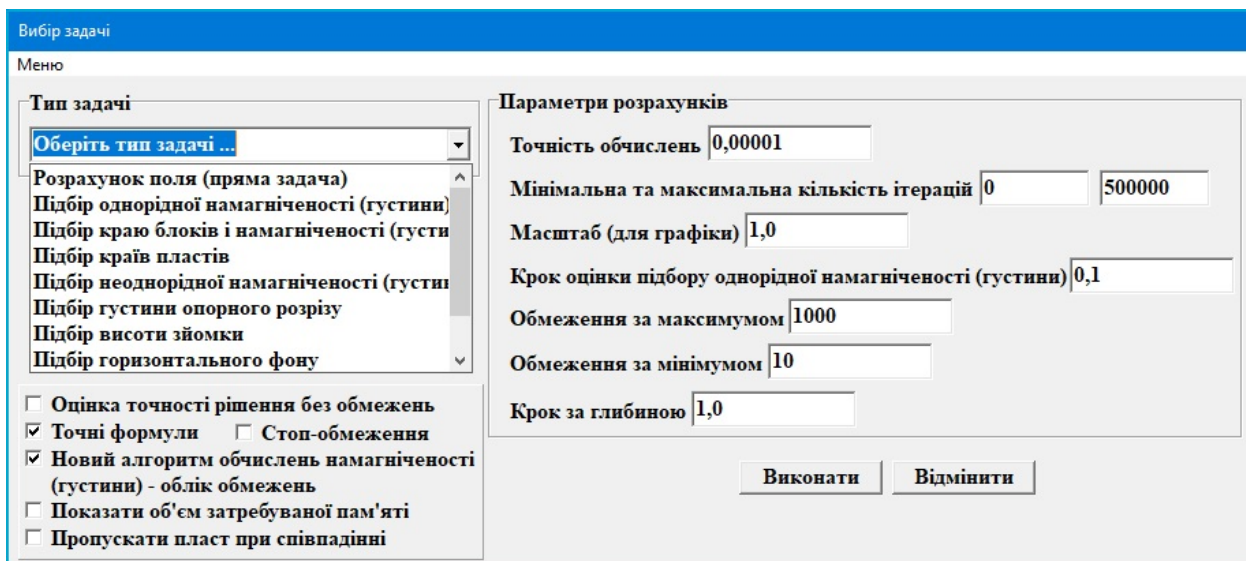 Вибір задачі
Меню
Тип задачі
Оберіть тип задачі ...
Розрахунок поля (пряма задача)
Підбір однорідної намагніченості (густини)
Підбір краю блоків і намагніченості (густи
Підбір країв пластів
Підбір неоднорідної намагніченості (густин
Підбір густини опорного розрізу
Підбір висоти зйомки
Підбір горизонтального фону
Оцінка точності рішення без обмежень
Точні формули Стоп-обмеження
Новий алгоритм обчислень намагніченості
(густини) - облік обмежень
Показати об'єм затребуваної пам'яті
Пропускати пласт при співпадінні
Параметри розрахунків
Точність обчислень 0,00001
Мінімальна та максимальна кількість ітерацій 0 500000
Масштаб (для графіки) 1,0
Крок оцінки підбору однорідної намагніченості (густини) 0,1
Обмеження за максимумом 1000
Обмеження за мінімумом 10
Крок за глибиною 1,0
Виконати Відмінити